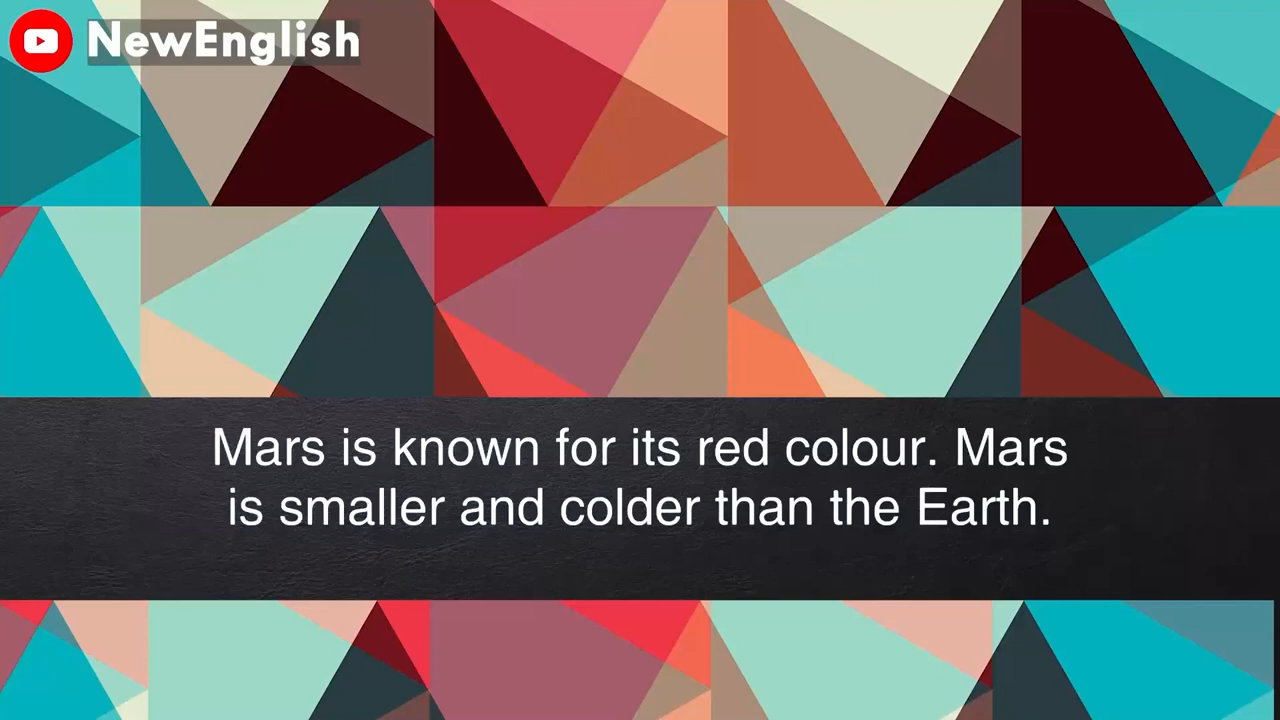 NewEnglish
Mars is known for its red colour. Mars
is smaller and colder than the Earth.